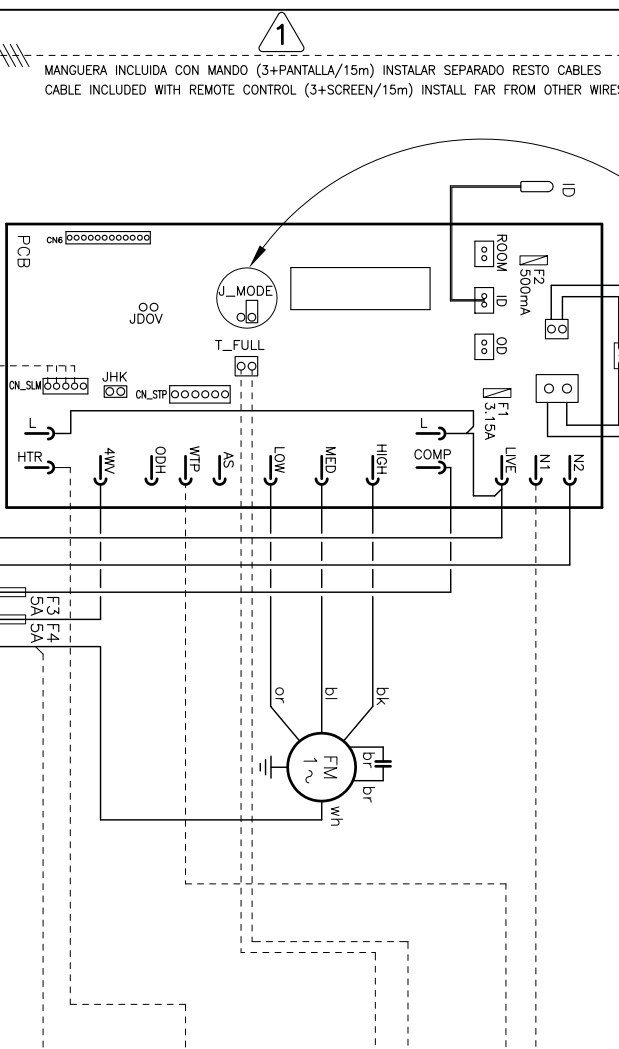 1
MANGUERA INCLUIDA CON MANDO (3+PANTALLA/15m) INSTALAR SEPARADO RESTO CABLES
CABLE INCLUDED WITH REMOTE CONTROL (3+SCREEN/15m) INSTALL FAR FROM OTHER WIRES
ID
PCB
CN6
ROOM
F2
500mA
J_MODE
ID
JDOV
T_FULL
OD
CN_SLM
JHK
CN_STP
F1
3.15A
L
L
HTR
4WV
ODH
WTP
AS
LOW
MED
HIGH
COMP
LIVE
N1
N2
F3
5A
F4
5A
or
bl
bk
FM
1 ~
br
br
wh